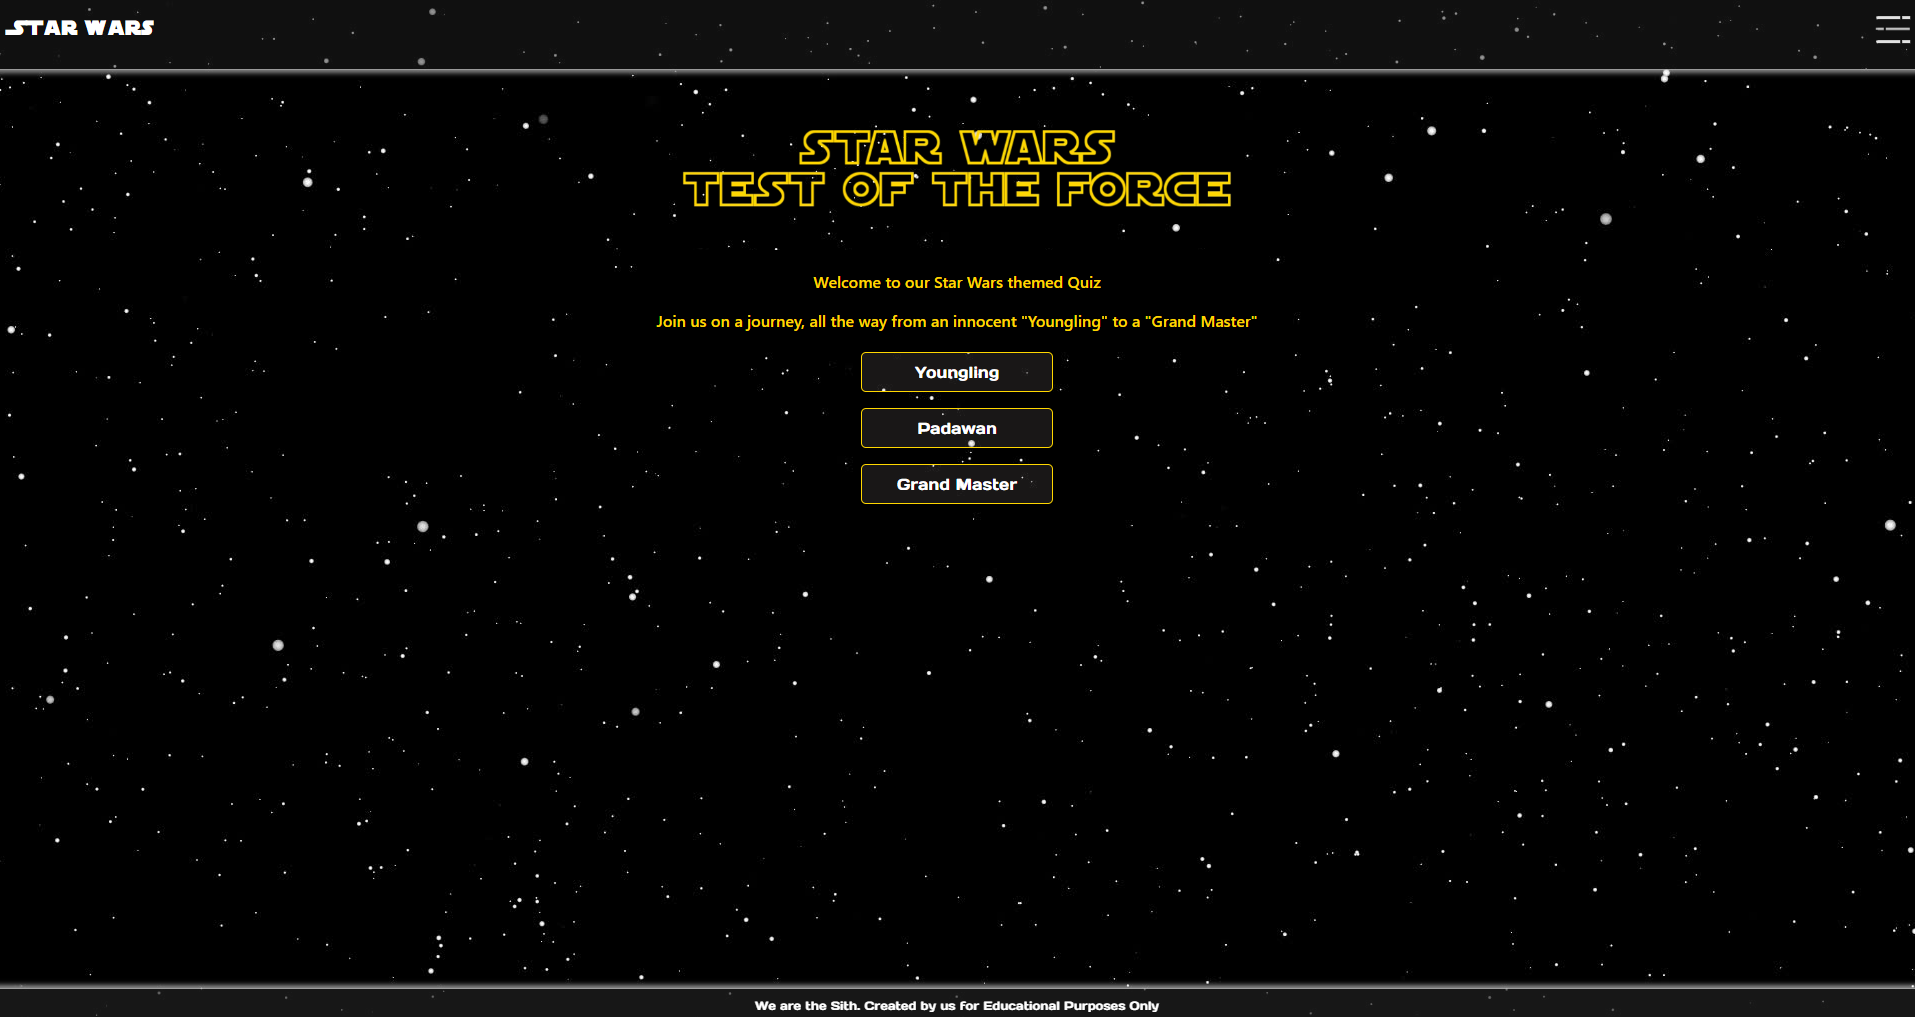 STAR WARS
STAR WARS
TEST OF THE FORCE
Welcome to our Star Wars themed Quiz
Join us on a journey, all the way from an innocent "Youngling" to a "Grand Master"
Youngling
Padawan
Grand Master
We are the Sith. Created by us for Educational Purposes Only